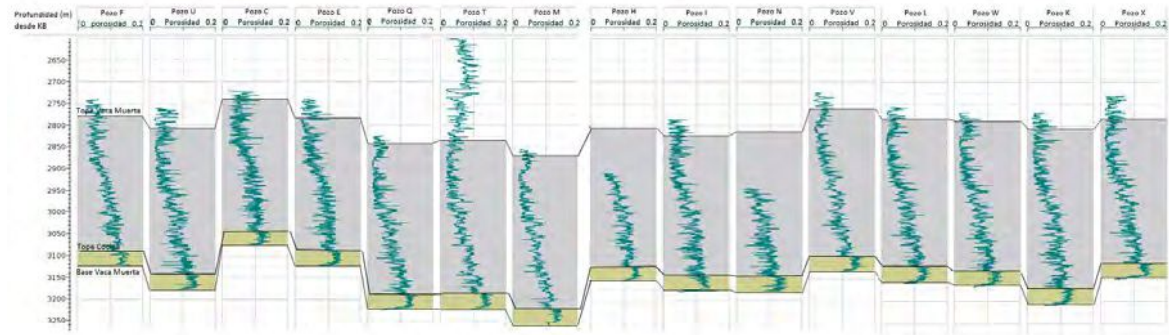 Profundidad (m)
desde KB
Pozo F
0 porosidad 0.2
Pozo U
0 Porosidad 0.2
Pozo C
0 Porosidad 0.2
Pozo E
0 Porosidad 0.2
Pozo Q
0 Porosidad 0.2
Pozo T
0 Porosidad 0.2
Pozo M
0 Porosidad 0.2
Pozo H
0 Porosidad 0.2
Pozo I
0 Porosidad 0.2
Pozo N
0 Porosidad 0.2
Pozo V
0 Porosidad 0.2
Pozo L
0 Porosidad 0.2
Pozo W
0 Porosidad 0.2
Pozo K
0 Porosidad 0.2
Pozo X
0 Porosidad 0.2
2650
2700
2750
Tope Vaca Muerta
2800
2850
2900
2950
3000
3050
Tope Cocina
3100
Base Vaca Muerta
3150
3200
3250